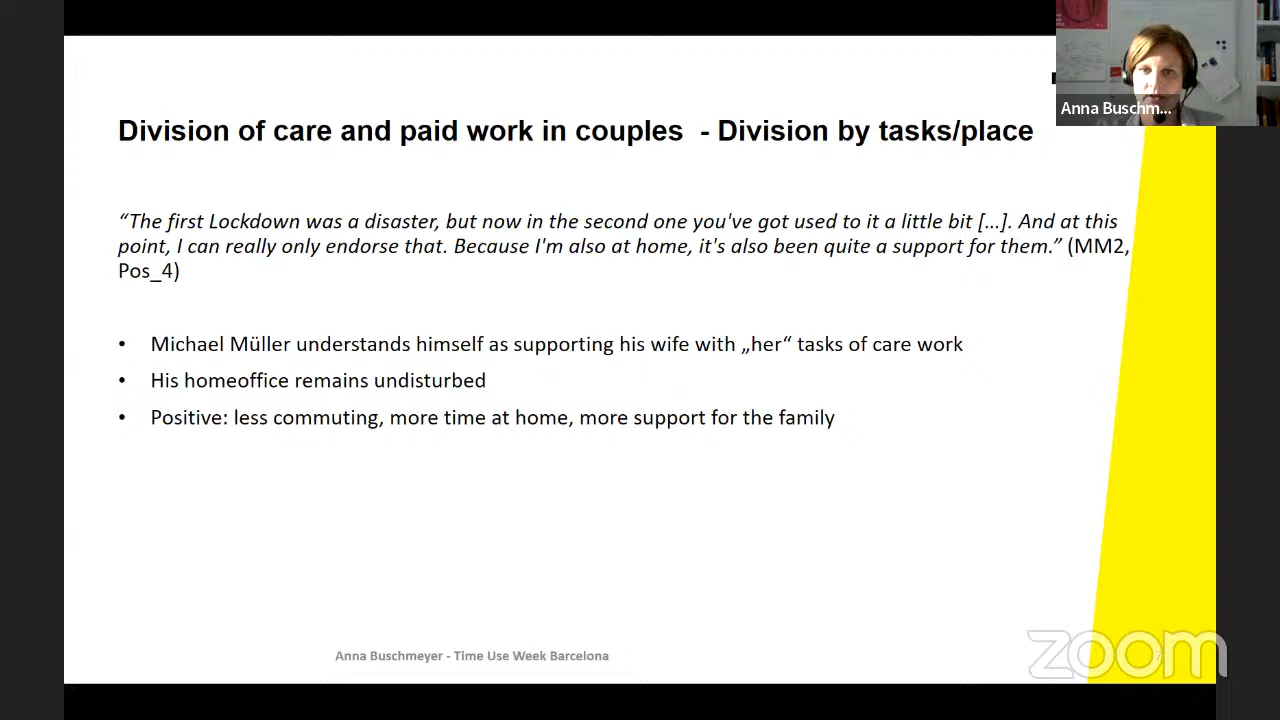 Anna Buschm...
Division of care and paid work in couples - Division by tasks/place
“The first Lockdown was a disaster, but now in the second one you've got used to it a little bit [...]. And at this
point, I can really only endorse that. Because I'm also at home, it's also been quite a support for them.” (MM2,
Pos_4)
• Michael Müller understands himself as supporting his wife with „her“ tasks of care work
• His homeoffice remains undisturbed
• Positive: less commuting, more time at home, more support for the family
Anna Buschmeyer - Time Use Week Barcelona
zoom